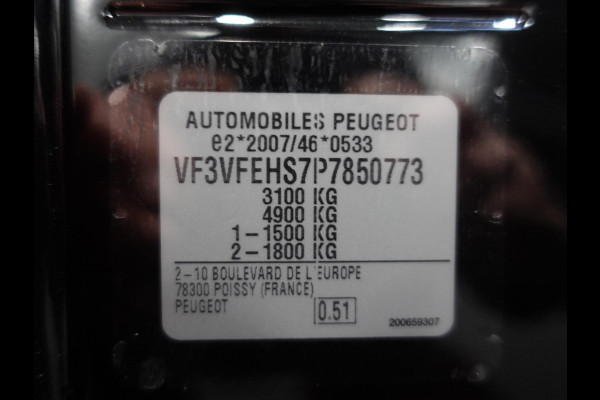 AUTOMOBILES PEUGEOT
e2*2007/46*0533
VF3VFEHS7P7850773
3100 KG
4900 KG
1-1500 KG
2-1800 KG
2-10 BOULEVARD DE L'EUROPE
78300 POISSY (FRANCE)
PEUGEOT 0.51
200659307